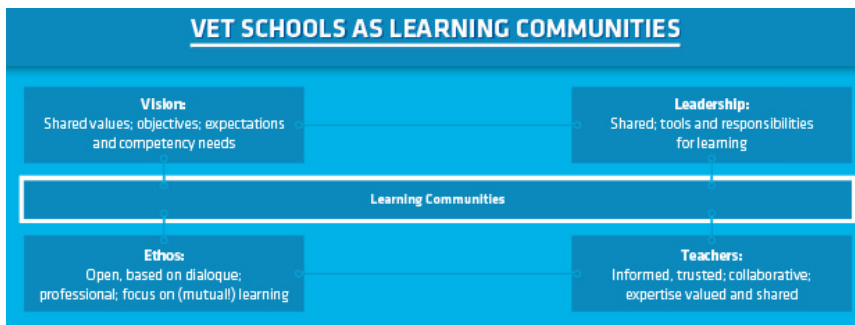 VET SCHOOLS AS LEARNING COMMUNITIES
Vision:
Shared values; objectives; expectations
and competency needs
Leadership:
Shared; tools and responsibilities
for learning
Learning Communities
Ethos:
Open, based on dialoque;
professional; focus on (mutual!) learning
Teachers:
Informed, trusted; collaborative;
expertise valued and shared